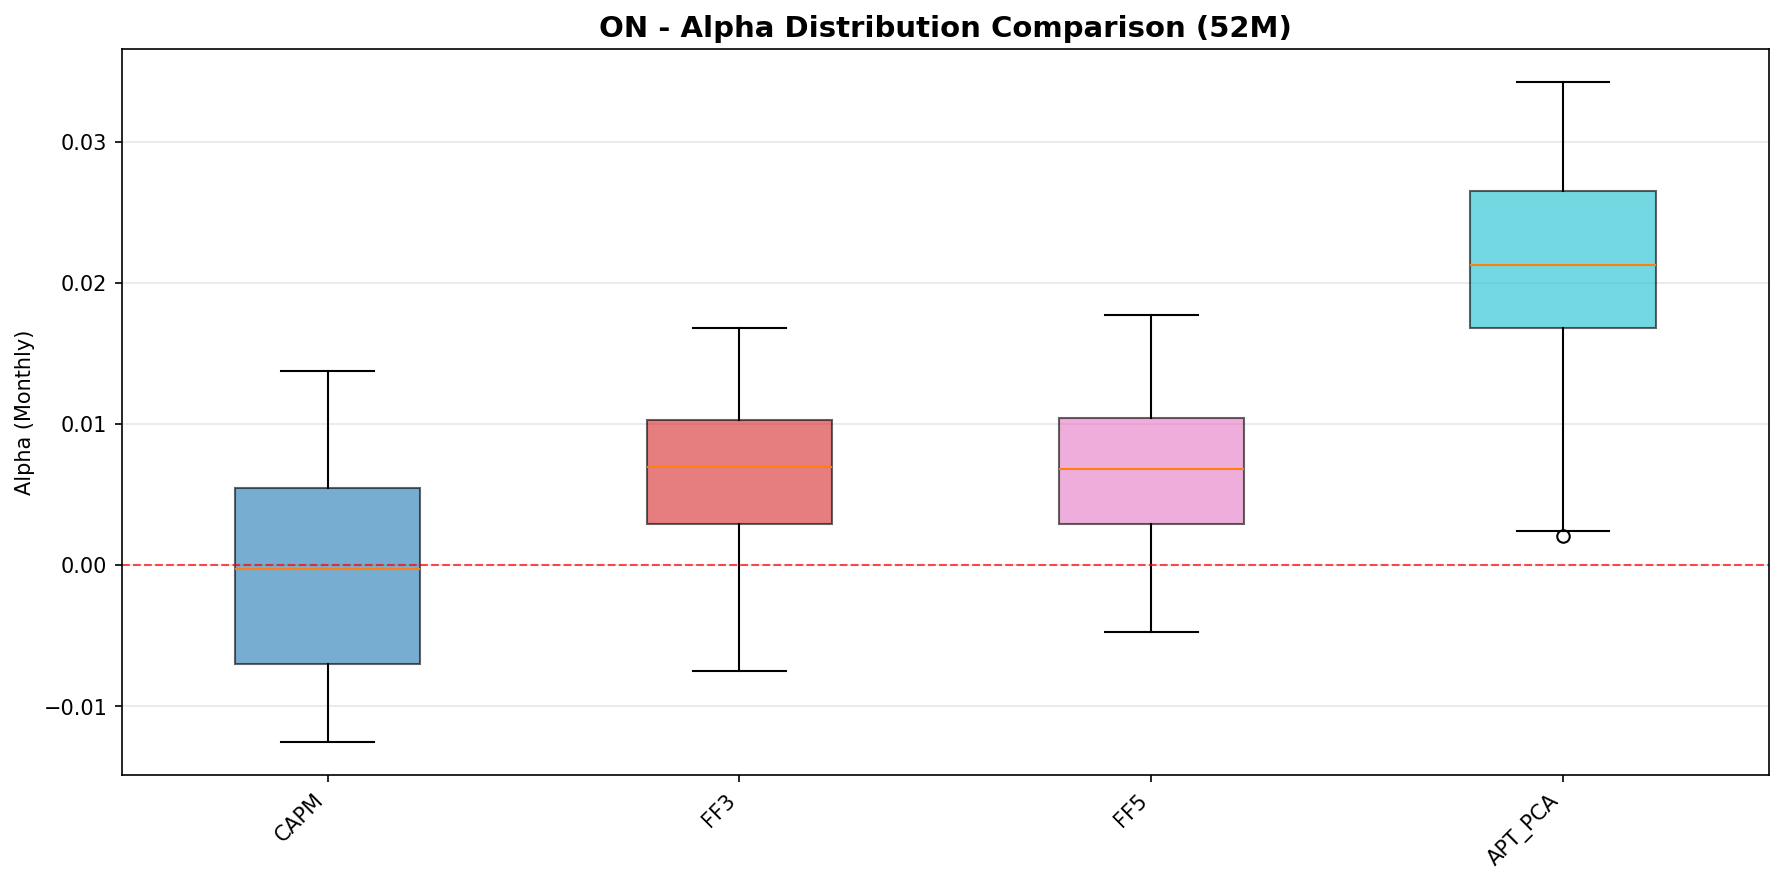 ON - Alpha Distribution Comparison (52M)
Alpha (Monthly)
0.03
0.02
0.01
0.00
−0.01
CAPM
FF3
FF5
APT_PCA